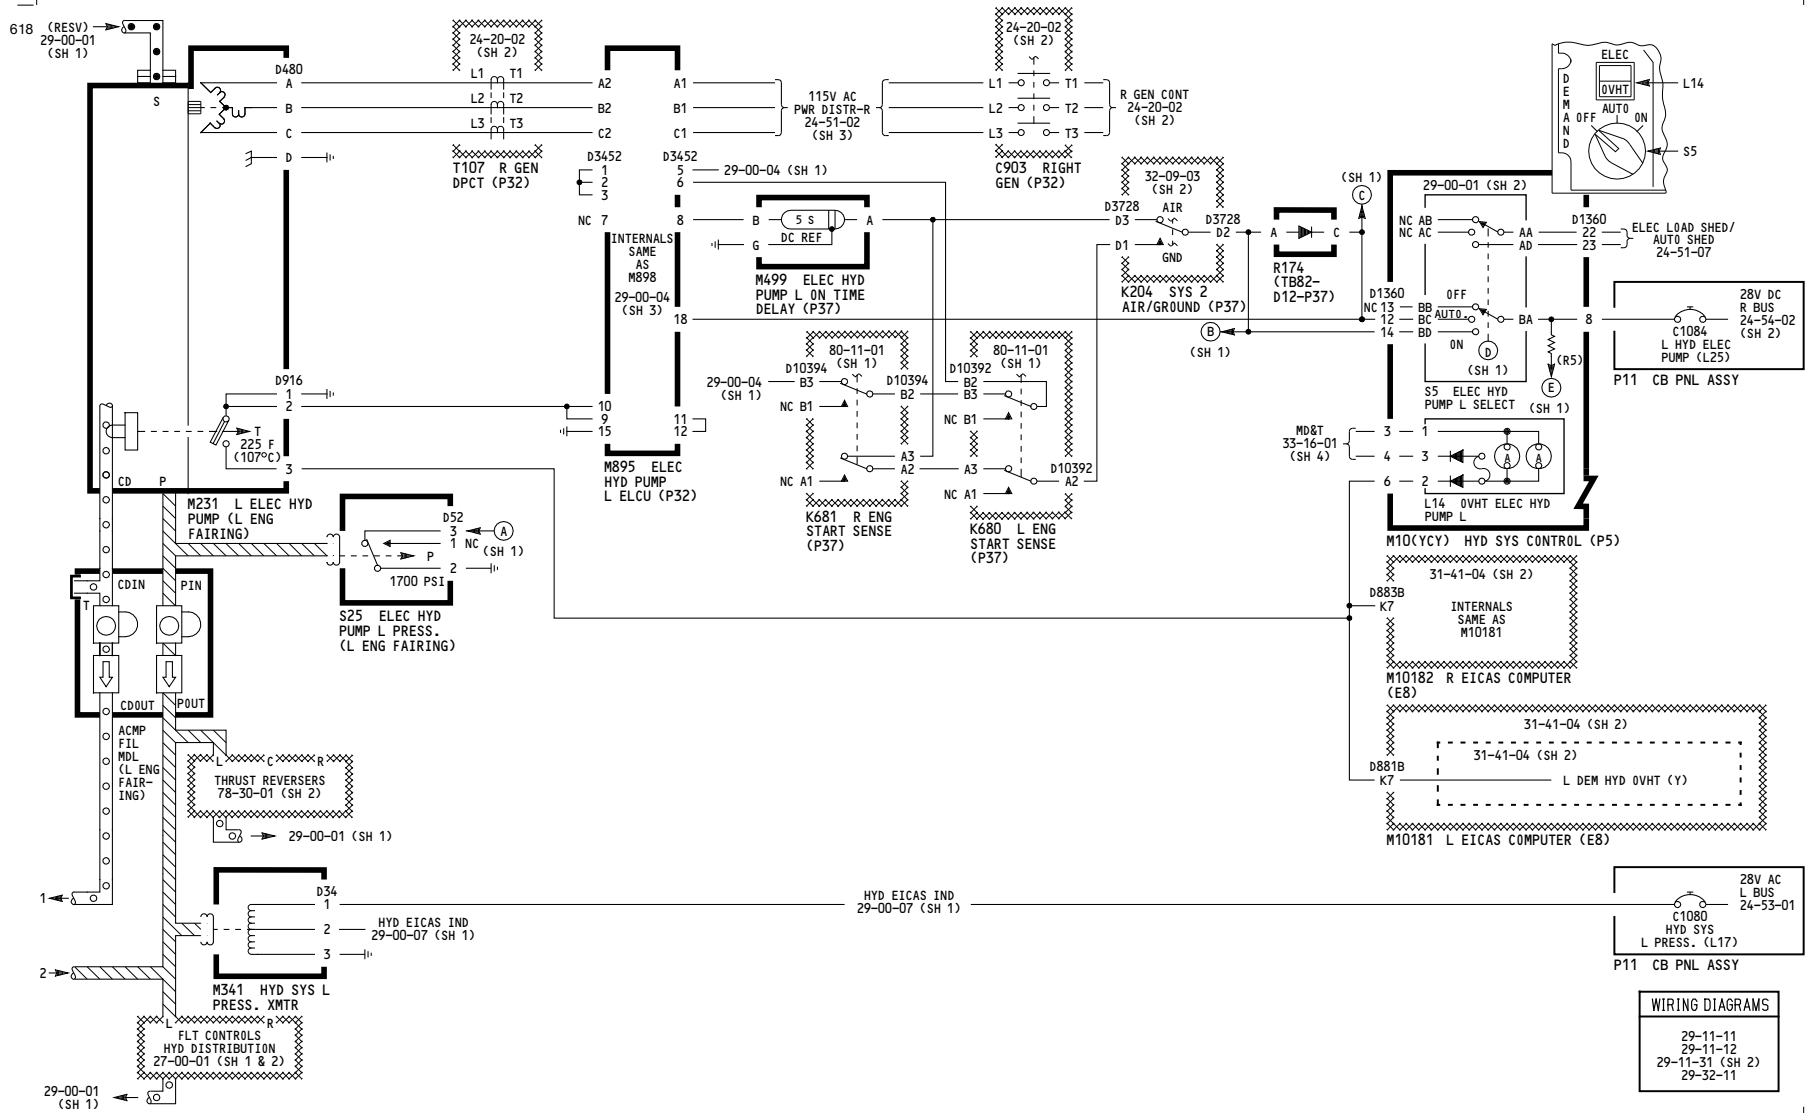 618
(RESV)
29-00-01
(SH 1)
S
D480
A
B
C
D
24-20-02
(SH 2)
L1 T1
L2 T2
L3 T3
T107 R GEN
DPCT (P32)
A2
B2
C2
A1
B1
C1
D3452
1
2
3
NC 7
D3452
5
6
8
29-00-04 (SH 1)
INTERNALS
SAME
AS
M898
29-00-04
(SH 3)
18
10
9
15
11
12
M895 ELEC
HYD PUMP
L ELCU (P32)
115V AC
PWR DISTR-R
24-51-02
(SH 3)
24-20-02
(SH 2)
L1 T1
L2 T2
L3 T3
C903 RIGHT
GEN (P32)
R GEN CONT
24-20-02
(SH 2)
B
5 S
A
G
DC REF
M499 ELEC HYD
PUMP L ON TIME
DELAY (P37)
32-09-03
(SH 2)
D3728
D3
AIR
D3728
D2
D1
GND
K204 SYS 2
AIR/GROUND (P37)
A
C
R174
(TB82-
D12-P37)
(SH 1)
C
B
(SH 1)
DEMAND
ELEC
OVHT
AUTO
OFF
ON
L14
S5
29-00-01 (SH 2)
NC AB
NC AC
AA
AD
D1360
22
23
ELEC LOAD SHED/
AUTO SHED
24-51-07
D1360
NC 13
12
14
BB
BC
BD
OFF
AUTO.
ON
BA
8
D
(SH 1)
(R5)
E
(SH 1)
S5 ELEC HYD
PUMP L SELECT
28V DC
R BUS
24-54-02
(SH 2)
C1084
L HYD ELEC
PUMP (L25)
P11 CB PNL ASSY
MD&T
33-16-01
(SH 4)
3 1
4 3
6 2
A
A
L14 OVHT ELEC HYD
PUMP L
M10(YCY) HYD SYS CONTROL (P5)
80-11-01
(SH 1)
29-00-04
(SH 1)
D10394
B3
D10394
B2
NC B1
A3
A2
NC A1
K681 R ENG
START SENSE
(P37)
80-11-01
(SH 1)
D10392
B2
B3
NC B1
A3
NC A1
D10392
A2
K680 L ENG
START SENSE
(P37)
D916
1
2
3
T
225 F
(107°C)
CD P
M231 L ELEC HYD
PUMP (L ENG
FAIRING)
D52
3
1 NC
2
A
(SH 1)
P
1700 PSI
S25 ELEC HYD
PUMP L PRESS.
(L ENG FAIRING)
T
CDIN PIN
CDOUT POUT
ACMP
FIL
MDL
(L ENG
FAIR-
ING)
L C R
THRUST REVERSERS
78-30-01 (SH 2)
29-00-01 (SH 1)
31-41-04 (SH 2)
D883B
K7
INTERNALS
SAME AS
M10181
M10182 R EICAS COMPUTER
(E8)
31-41-04 (SH 2)
31-41-04 (SH 2)
D881B
K7
L DEM HYD OVHT (Y)
M10181 L EICAS COMPUTER (E8)
1
2
D34
1
2
3
HYD EICAS IND
29-00-07 (SH 1)
HYD EICAS IND
29-00-07 (SH 1)
M341 HYD SYS L
PRESS. XMTR
28V AC
L BUS
24-53-01
C1080
HYD SYS
L PRESS. (L17)
P11 CB PNL ASSY
L R
FLT CONTROLS
HYD DISTRIBUTION
27-00-01 (SH 1 & 2)
29-00-01
(SH 1)
WIRING DIAGRAMS
29-11-11
29-11-12
29-11-31 (SH 2)
29-32-11